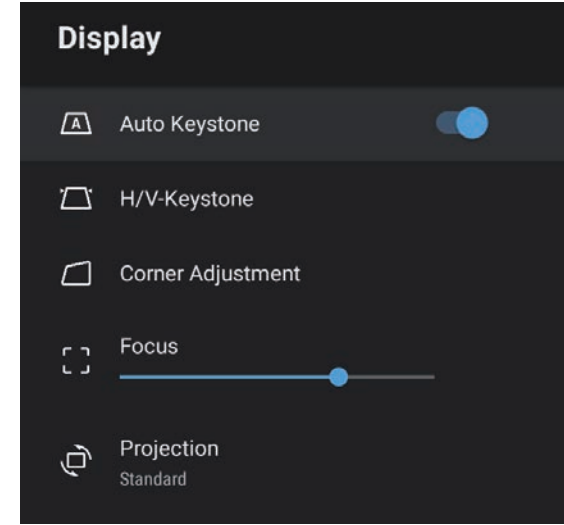 Display
A
Auto Keystone
H/V-Keystone
Corner Adjustment
Focus
Projection
Standard